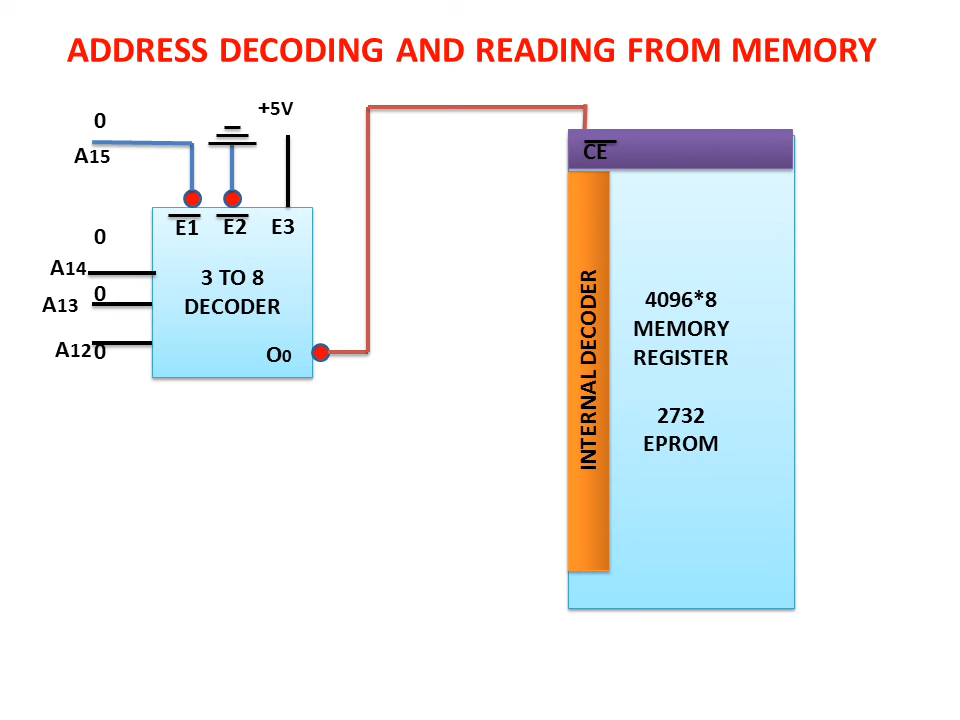 ADDRESS DECODING AND READING FROM MEMORY
+5V
0
A15
CE
E1 E2 E3
0
A14
3 TO 8
DECODER
0
A13
A12 0
O0
INTERNAL DECODER
4096*8
MEMORY
REGISTER
2732
EPROM